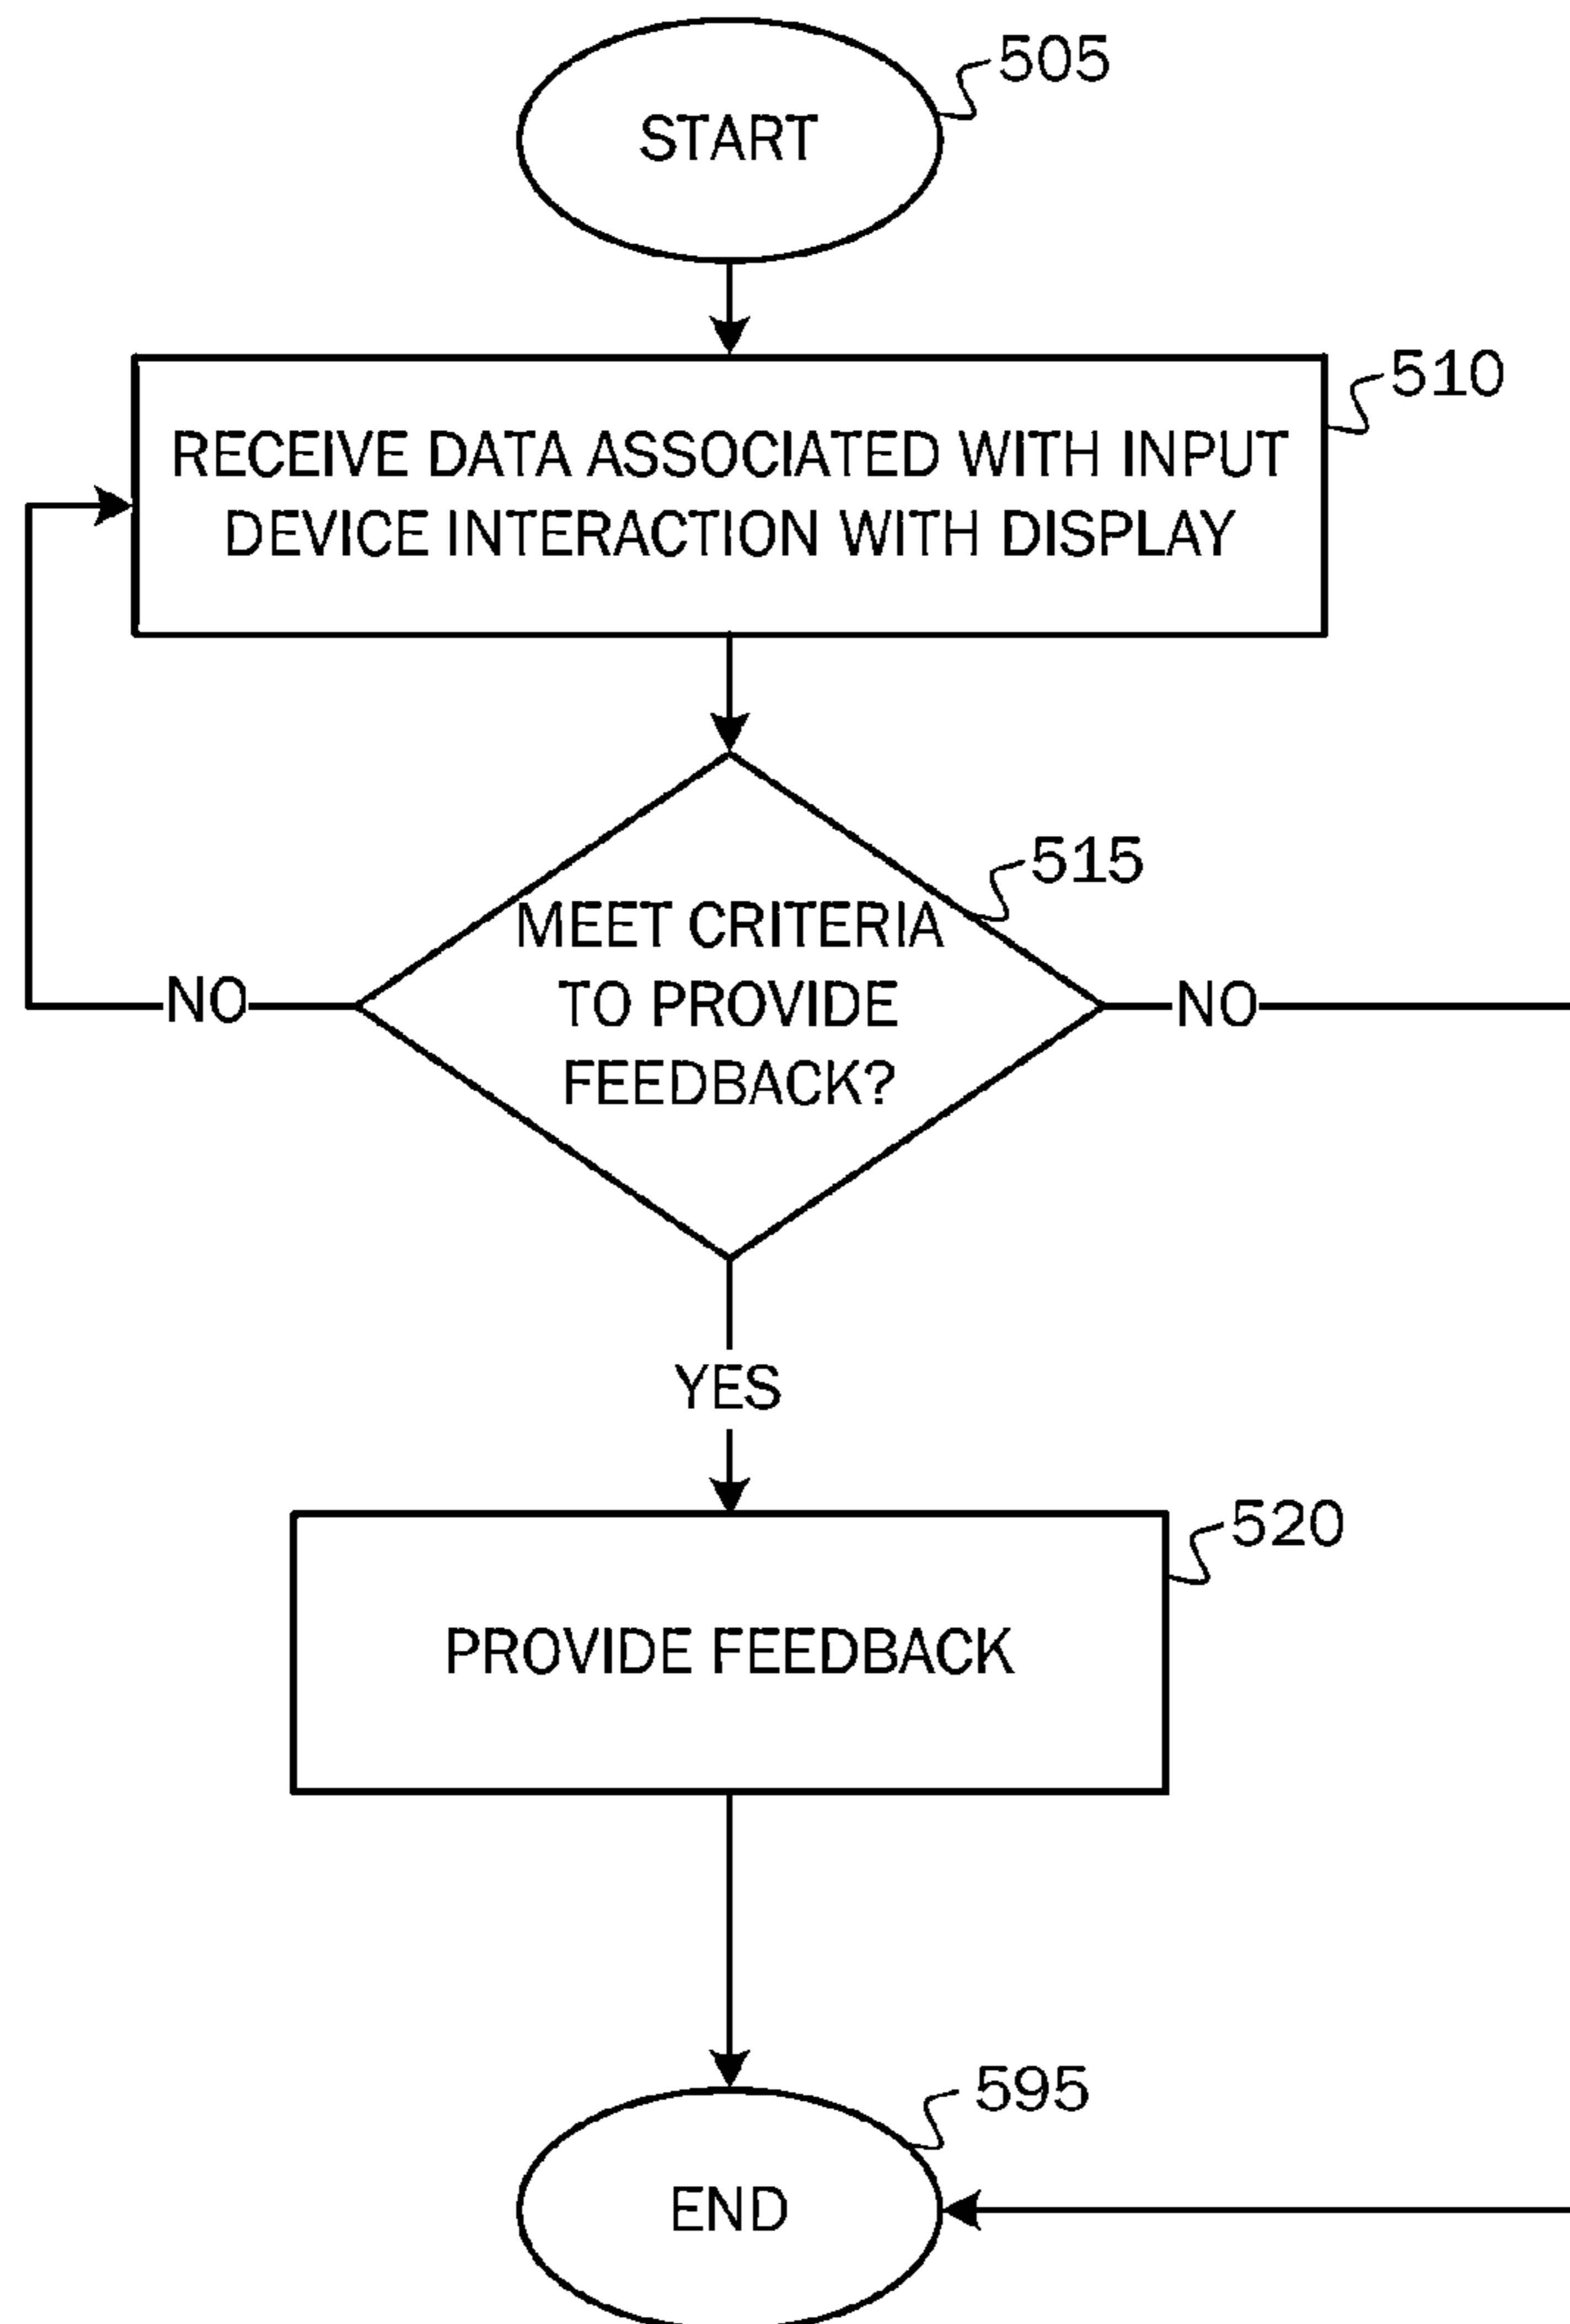 505
START
510
RECEIVE DATA ASSOCIATED WITH INPUT
DEVICE INTERACTION WITH DISPLAY
515
MEET CRITERIA
TO PROVIDE
FEEDBACK?
NO
NO
YES
520
PROVIDE FEEDBACK
595
END